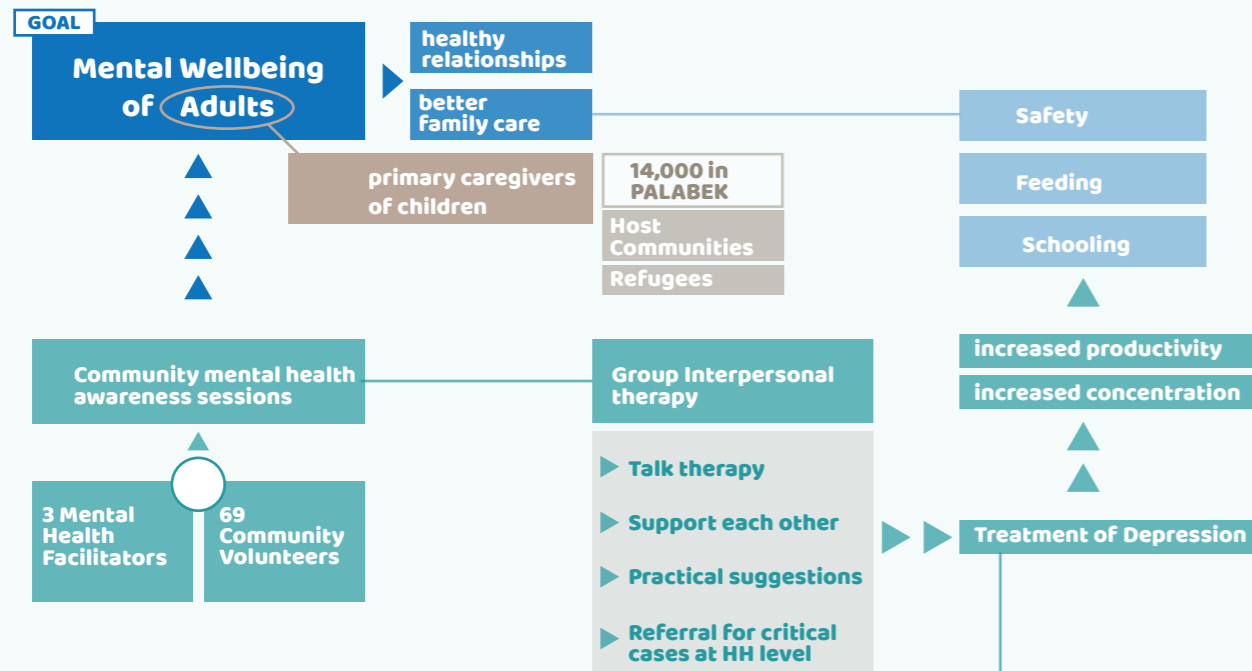 GOAL
Mental Wellbeing
of Adults
healthy
relationships
better
family care
primary caregivers
of children
14,000 in
PALABEK
Host
Communities
Refugees
Safety
Feeding
Schooling
increased productivity
increased concentration
Community mental health
awareness sessions
Group Interpersonal
therapy
3 Mental
Health
Facilitators
69
Community
Volunteers
Talk therapy
Support each other
Practical suggestions
Referral for critical
cases at HH level
Treatment of Depression